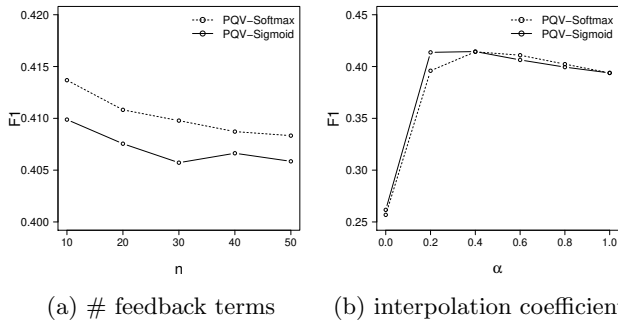 PQV−Softmax
PQV−Sigmoid
0.420
0.415
0.410
0.405
0.400
F1
10 20 30 40 50
n
(a) # feedback terms
PQV−Softmax
PQV−Sigmoid
0.45
0.40
0.35
0.30
0.25
F1
0.0 0.2 0.4 0.6 0.8 1.0
α
(b) interpolation coefficient